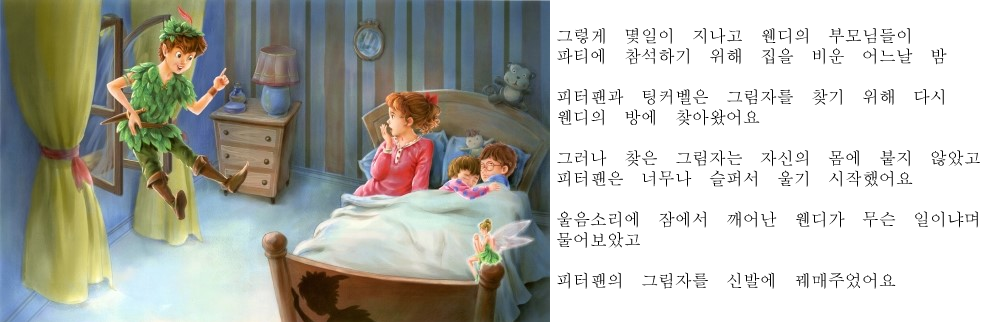 그렇게 몇일이 지나고 웬디의 부모님들이
파티에 참석하기 위해 집을 비운 어느날 밤
피터팬과 팅커벨은 그림자를 찾기 위해 다시
웬디의 방에 찾아왔어요
그러나 찾은 그림자는 자신의 몸에 붙지 않았고
피터팬은 너무나 슬퍼서 울기 시작했어요
울음소리에 잠에서 깨어난 웬디가 무슨 일이냐며
물어보았고
피터팬의 그림자를 신발에 꿰매주었어요